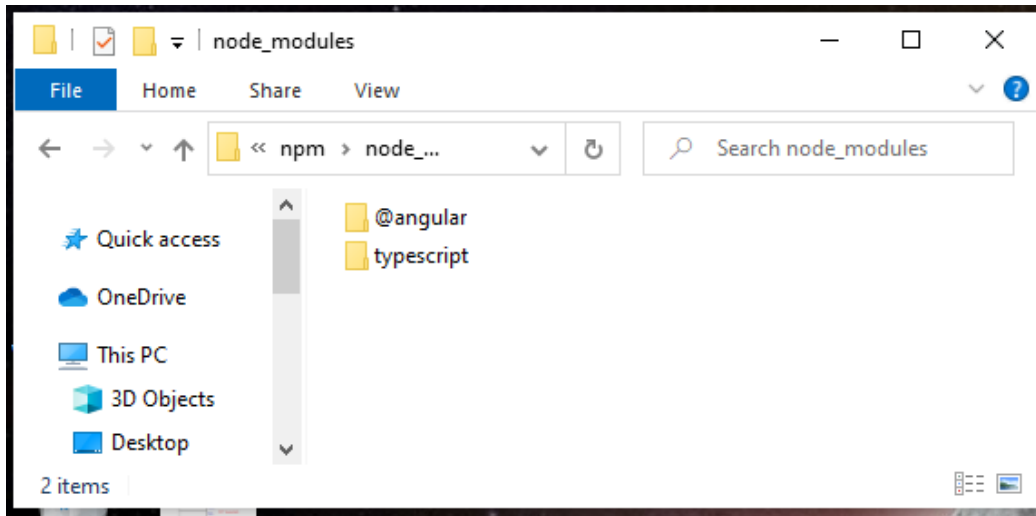 node_modules
File Home Share View
npm node_... Search node_modules
@angular
Quick access
typescript
OneDrive
This PC
3D Objects
Desktop
2 items